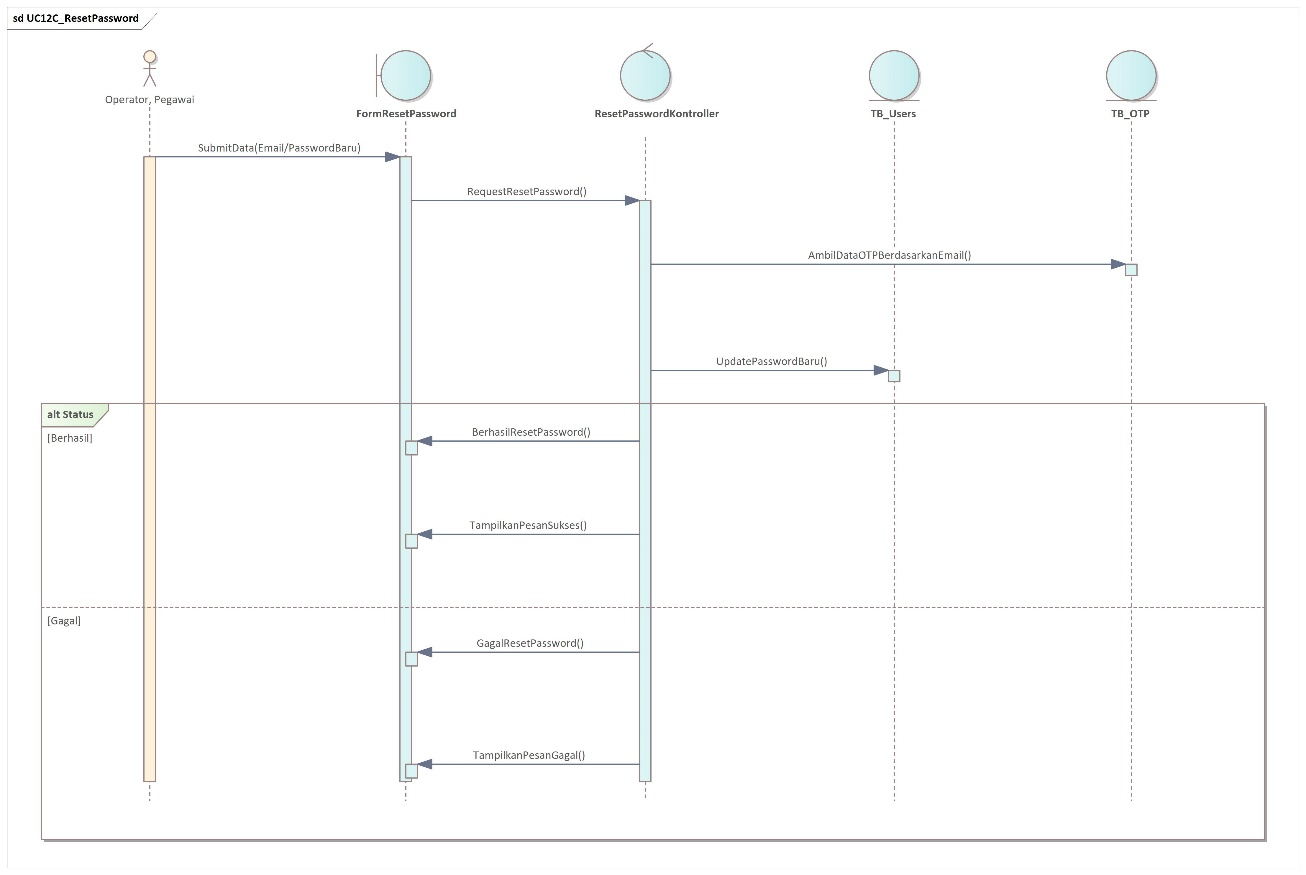 sd UC12C_ResetPassword
Operator, Pegawai
FormResetPassword
ResetPasswordKontroller
TB_Users
TB_OTP
SubmitData(Email/PasswordBaru)
RequestResetPassword()
AmbilDataOTPBerdasarkanEmail()
UpdatePasswordBaru()
alt Status
[Berhasil]
BerhasilResetPassword()
TampilkanPesanSukses()
[Gagal]
GagalResetPassword()
TampilkanPesanGagal()